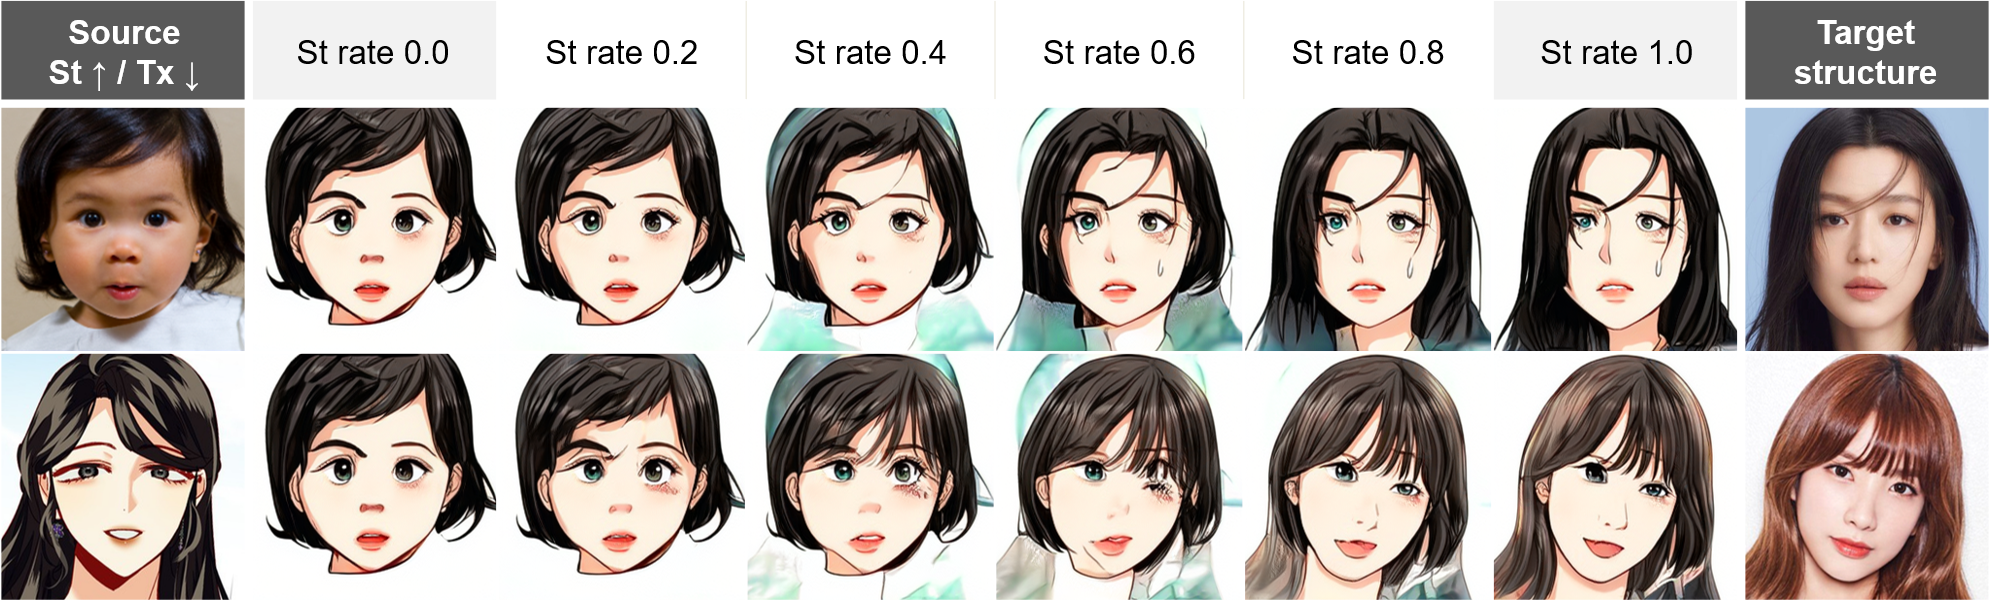 Source
St ↑ / Tx ↓
St rate 0.0
St rate 0.2
St rate 0.4
St rate 0.6
St rate 0.8
St rate 1.0
Target
structure